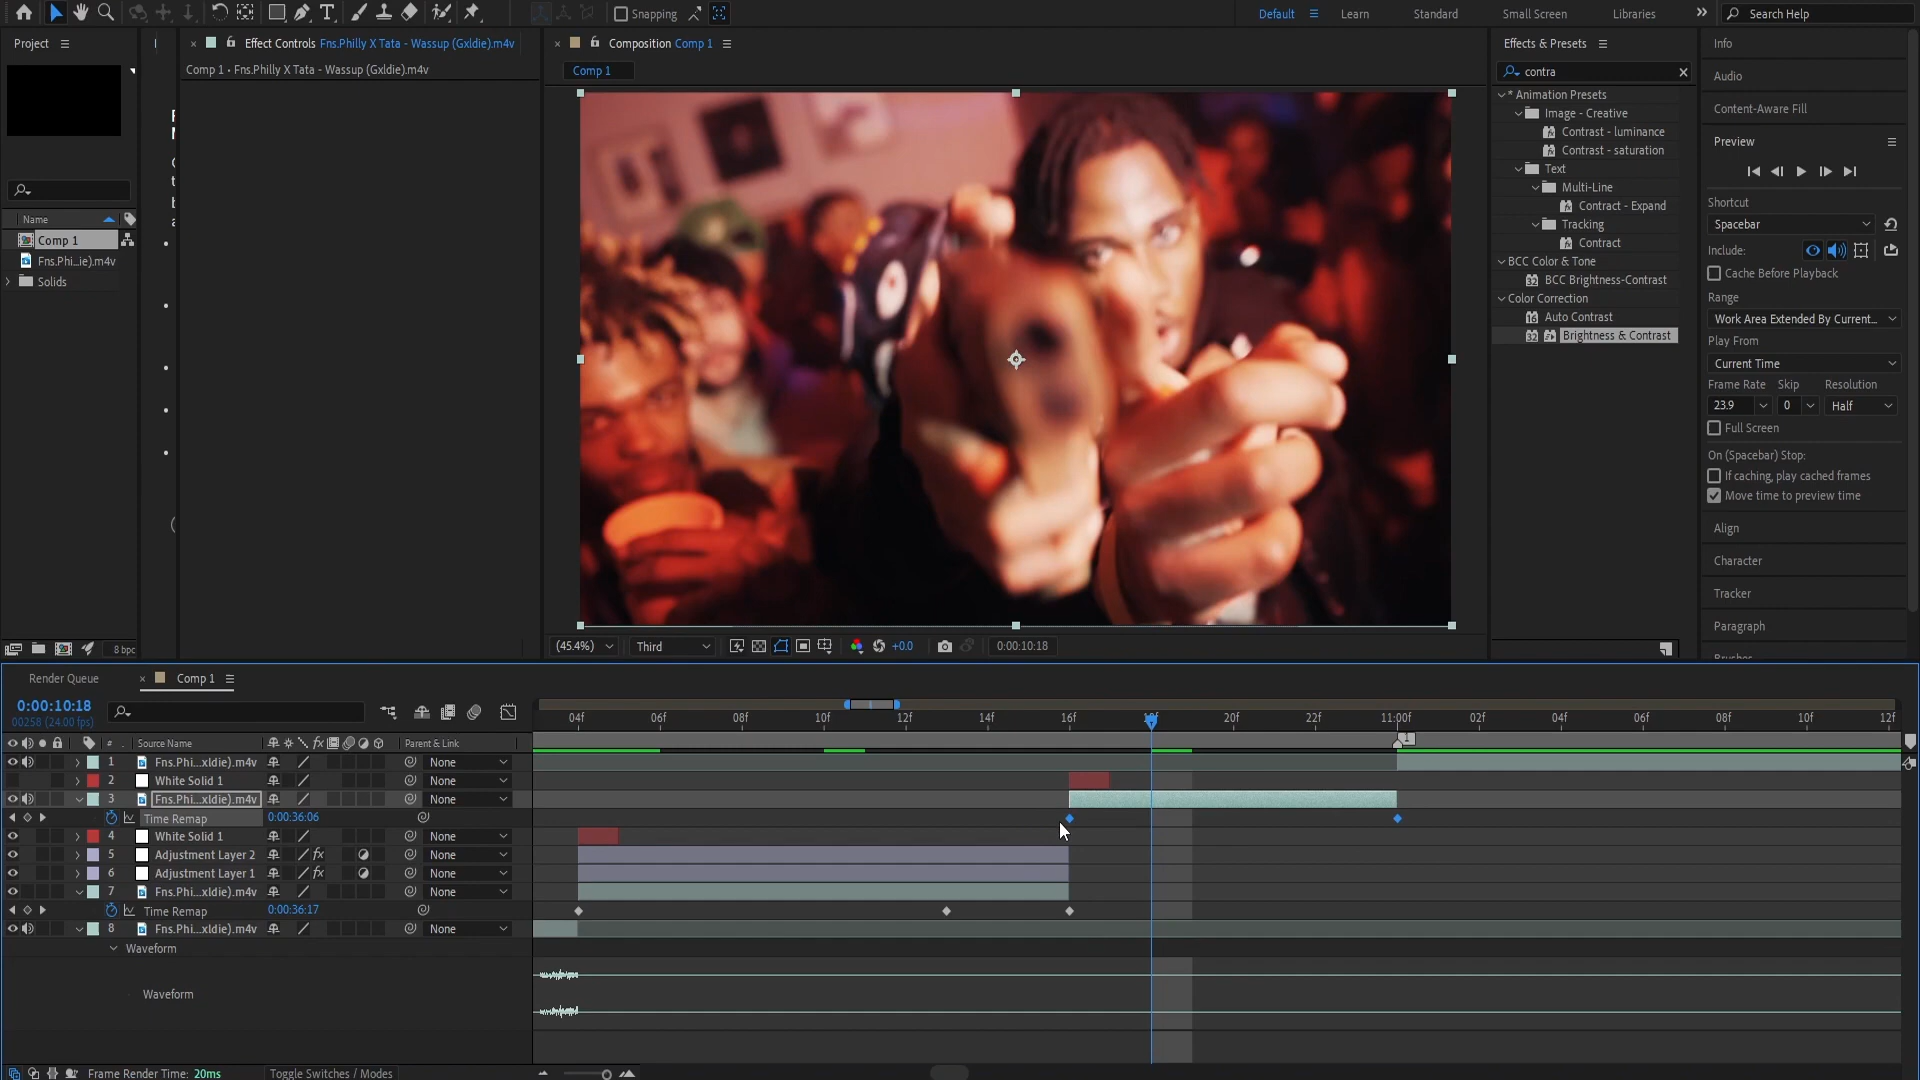 Snapping
Default
Learn
Standard
Small Screen
Libraries
Search Help
Project
Effect Controls Fns.Philly X Tata - Wassup (Gxldie).m4v
Composition Comp 1
Effects & Presets
Info
Comp 1 • Fns.Philly X Tata - Wassup (Gxldie).m4v
Comp 1
contra
Audio
* Animation Presets
Image - Creative
Contrast - luminance
Contrast - saturation
Text
Multi-Line
Contract - Expand
Tracking
Contract
BCC Color & Tone
BCC Brightness-Contrast
Color Correction
Auto Contrast
Brightness & Contrast
Content-Aware Fill
Preview
Shortcut
Spacebar
Include:
Cache Before Playback
Range
Work Area Extended By Current...
Play From
Current Time
Frame Rate Skip Resolution
23.9 0 Half
Full Screen
On (Spacebar) Stop:
If caching, play cached frames
Move time to preview time
Align
Character
Tracker
Paragraph
Name
Comp 1
Fns.Phi...ie).m4v
Solids
8 bpc
(45.4%)
Third
+0.0
0:00:10:18
Render Queue
Comp 1
0:00:10:18
00258 (24.00 fps)
04f 06f 08f 10f 12f 14f 16f 20f 22f 11:00f 02f 04f 06f 08f 10f 12f
# Source Name Parent & Link
1 Fns.Phi...xldie).m4v None
2 White Solid 1 None
3 Fns.Phi...xldie).m4v None
Time Remap 0:00:36:06
4 White Solid 1 None
5 Adjustment Layer 2 fx None
6 Adjustment Layer 1 fx None
7 Fns.Phi...xldie).m4v None
Time Remap 0:00:36:17
8 Fns.Phi...xldie).m4v None
Waveform
Waveform
Frame Render Time: 20ms
Toggle Switches / Modes